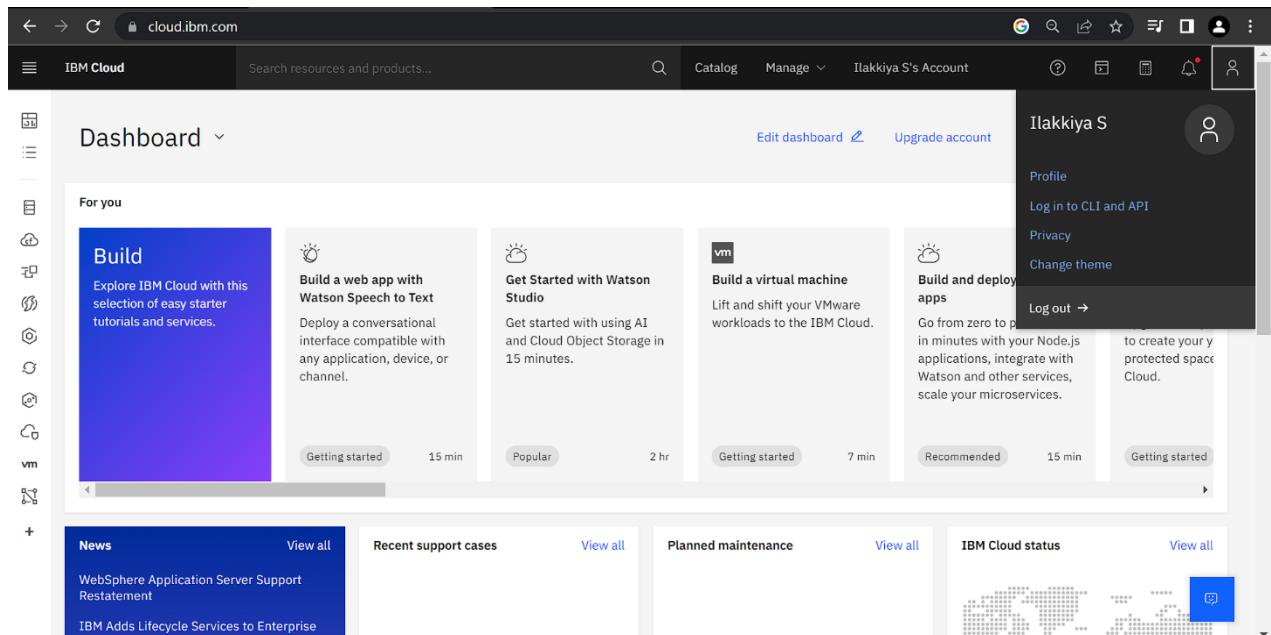 cloud.ibm.com
IBM Cloud
Search resources and products...
Catalog
Manage
Ilakkiya S's Account
Ilakkiya S
Profile
Log in to CLI and API
Privacy
Change theme
Log out →
Dashboard
Edit dashboard
Upgrade account
For you
Build
Explore IBM Cloud with this
selection of easy starter
tutorials and services.
Build a web app with
Watson Speech to Text
Deploy a conversational
interface compatible with
any application, device, or
channel.
Getting started
15 min
Get Started with Watson
Studio
Get started with using AI
and Cloud Object Storage in
15 minutes.
Popular
2 hr
vm
Build a virtual machine
Lift and shift your VMware
workloads to the IBM Cloud.
Getting started
7 min
Build and deploy
apps
Go from zero to p
in minutes with your Node.js
applications, integrate with
Watson and other services,
scale your microservices.
Recommended
15 min
to create your y
protected space
Cloud.
Getting started
vm
News
View all
WebSphere Application Server Support
Restatement
IBM Adds Lifecycle Services to Enterprise
Recent support cases
View all
Planned maintenance
View all
IBM Cloud status
View all